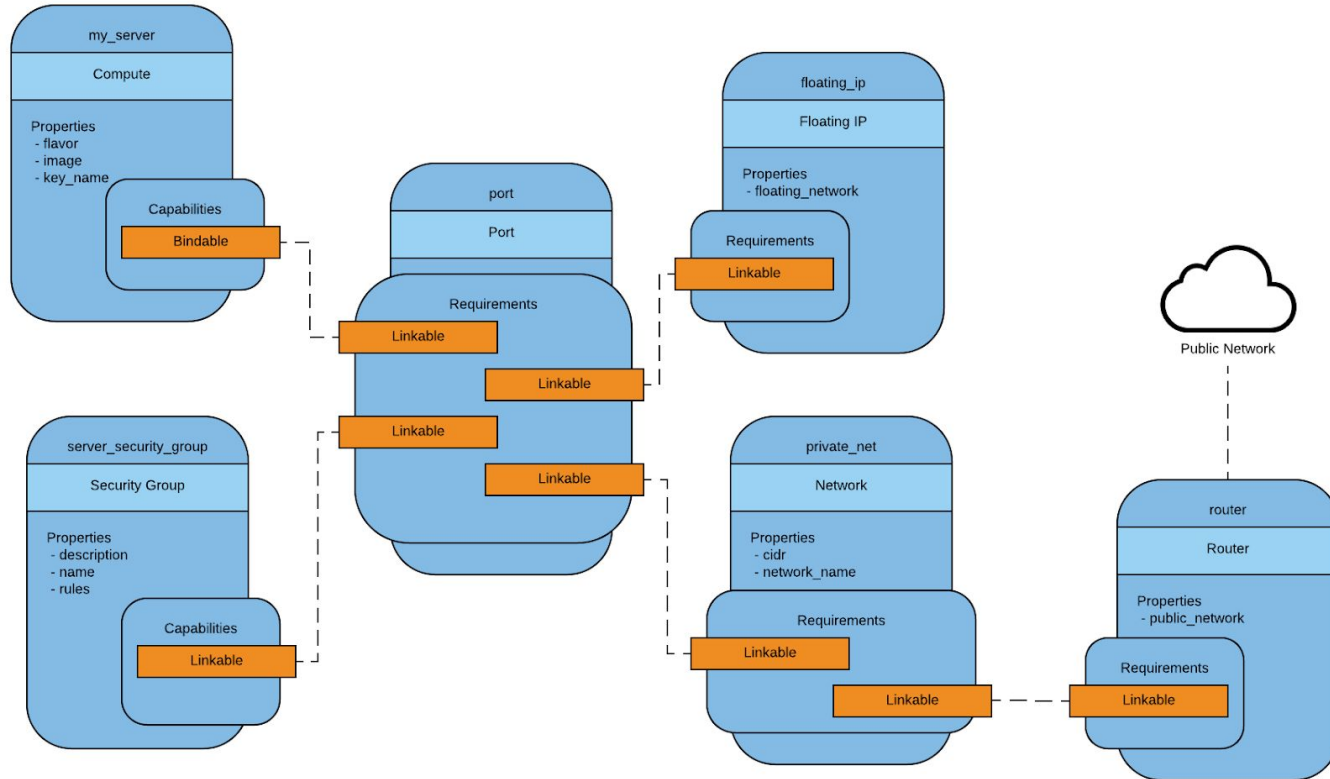 my_server
Compute
Properties
- flavor
- image
- key_name
Capabilities
Bindable
server_security_group
Security Group
Properties
- description
- name
- rules
Capabilities
Linkable
port
Port
Requirements
Linkable
Linkable
Linkable
Linkable
floating_ip
Floating IP
Properties
- floating_network
Requirements
Linkable
private_net
Network
Properties
- cidr
- network_name
Requirements
Linkable
Linkable
Public Network
router
Router
Properties
- public_network
Requirements
Linkable